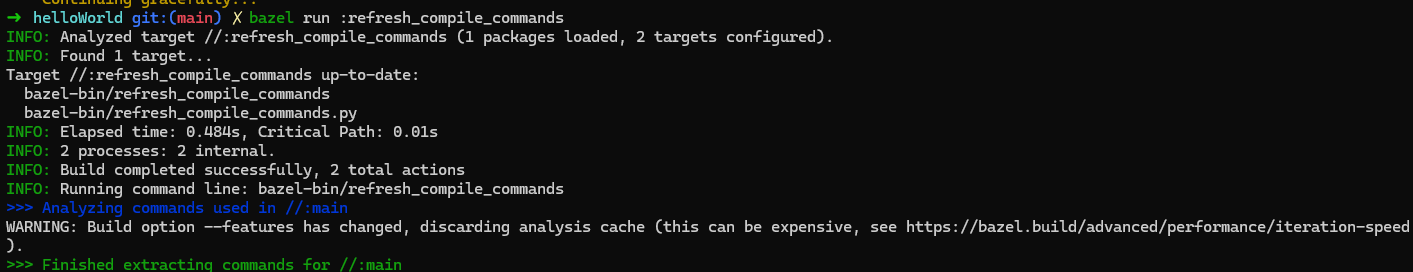 Continuing gracefully...
➜ helloWorld git:(main) ✗ bazel run :refresh_compile_commands
INFO: Analyzed target //:refresh_compile_commands (1 packages loaded, 2 targets configured).
INFO: Found 1 target...
Target //:refresh_compile_commands up-to-date:
  bazel-bin/refresh_compile_commands
  bazel-bin/refresh_compile_commands.py
INFO: Elapsed time: 0.484s, Critical Path: 0.01s
INFO: 2 processes: 2 internal.
INFO: Build completed successfully, 2 total actions
INFO: Running command line: bazel-bin/refresh_compile_commands
>>> Analyzing commands used in //:main
WARNING: Build option --features has changed, discarding analysis cache (this can be expensive, see https://bazel.build/advanced/performance/iteration-speed
).
>>> Finished extracting commands for //:main